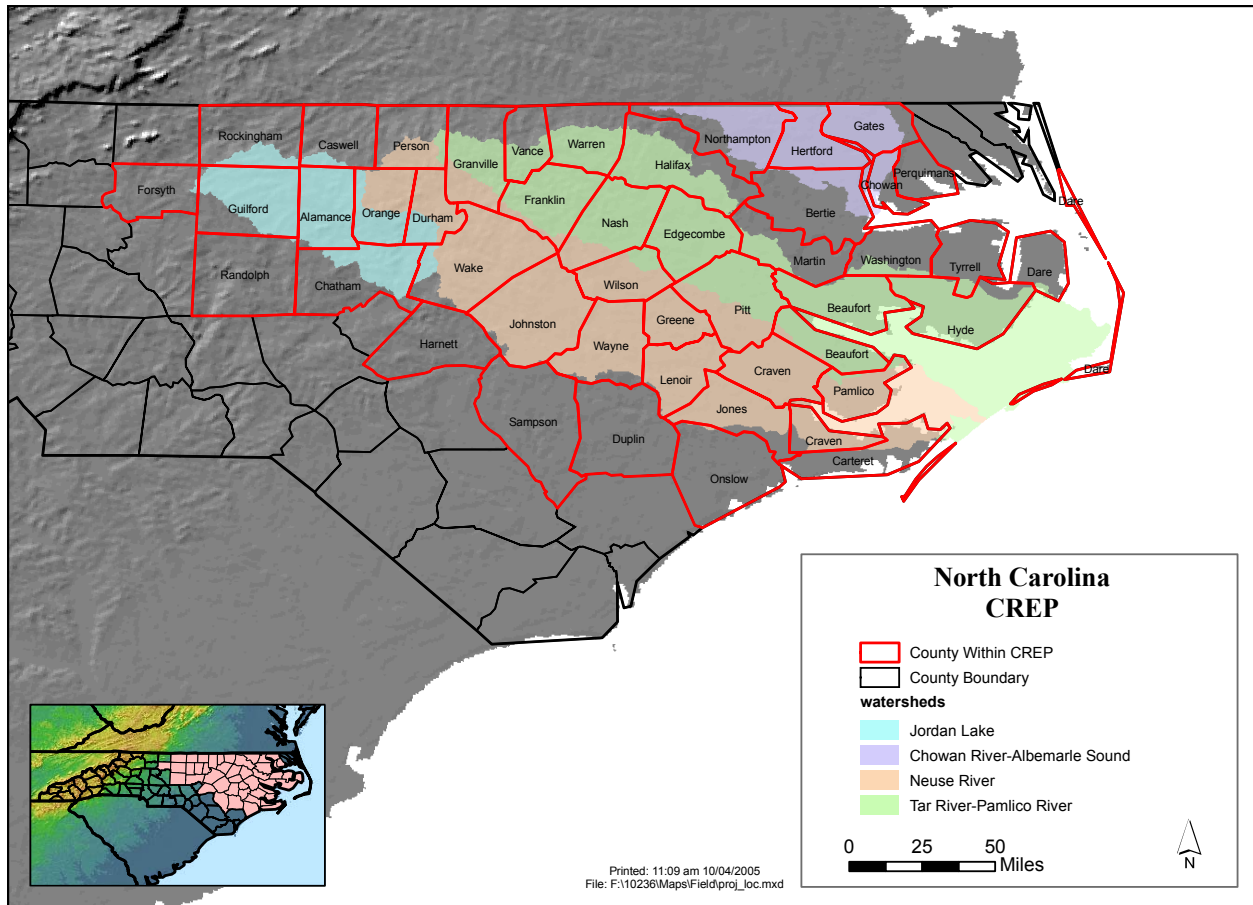 Rockingham
Caswell
Person
Granville
Vance
Warren
Northampton
Gates
Hertford
Halifax
Chowan
Perquimans
Forsyth
Guilford
Alamance
Orange
Durham
Franklin
Nash
Edgecombe
Bertie
Dare
Randolph
Chatham
Wake
Wilson
Martin
Washington
Tyrrell
Dare
Johnston
Greene
Pitt
Beaufort
Hyde
Harnett
Wayne
Beaufort
Lenoir
Craven
Pamlico
Dare
Sampson
Duplin
Jones
Craven
Carteret
Onslow
North Carolina
CREP
County Within CREP
County Boundary
watersheds
Jordan Lake
Chowan River-Albemarle Sound
Neuse River
Tar River-Pamlico River
0 25 50
Miles
N
Printed: 11:09 am 10/04/2005
File: F:\10236\Maps\Field\proj_loc.mxd